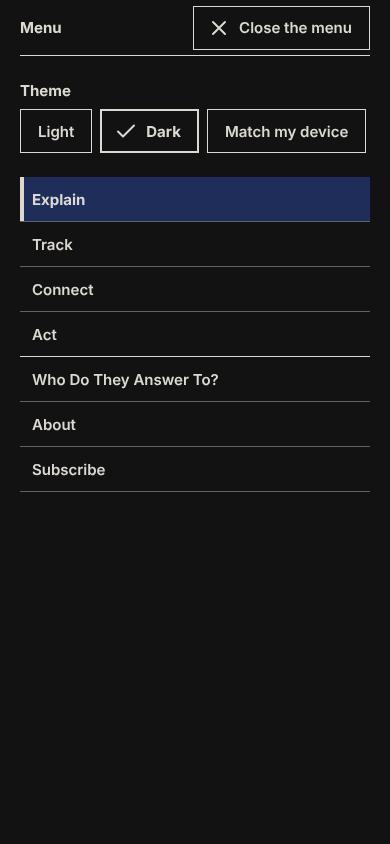 Menu
Close the menu
Theme
Light
Dark
Match my device
Explain
Track
Connect
Act
Who Do They Answer To?
About
Subscribe